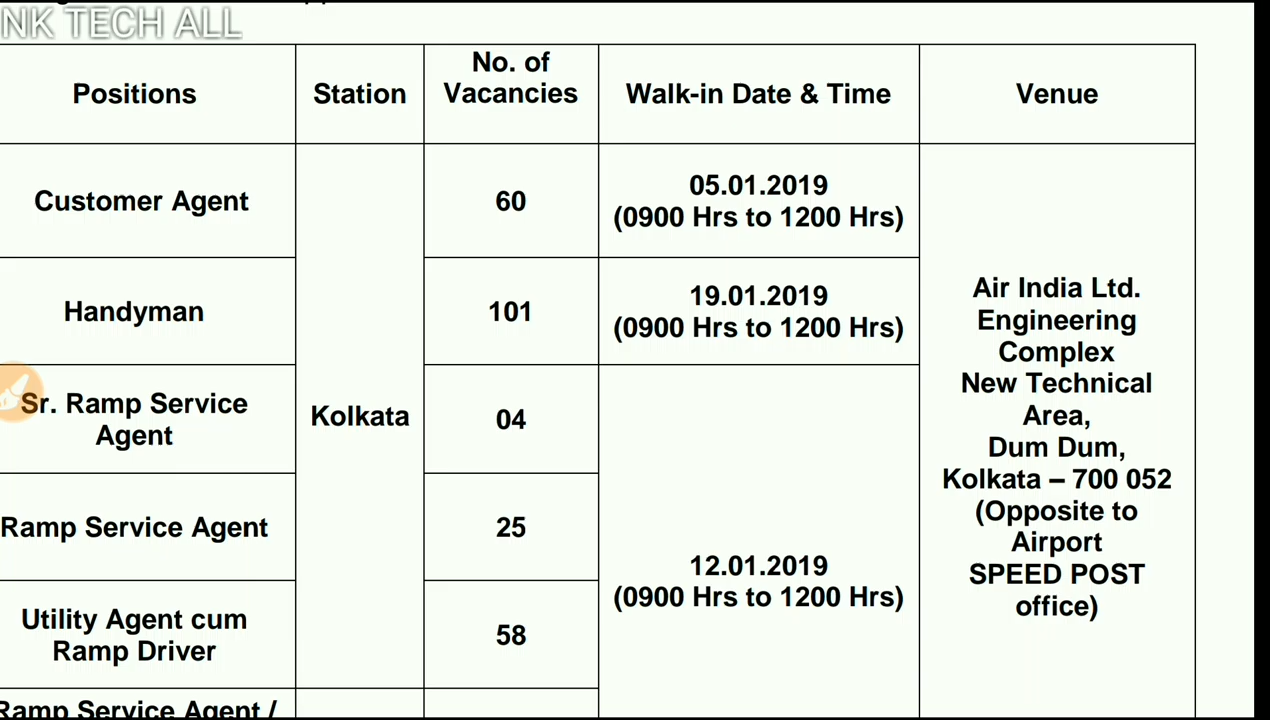 NK TECH ALL
Positions
Station
No. of
Vacancies
Walk-in Date & Time
Venue
Customer Agent
60
05.01.2019
(0900 Hrs to 1200 Hrs)
Handyman
101
19.01.2019
(0900 Hrs to 1200 Hrs)
Sr. Ramp Service
Agent
Kolkata
04
Ramp Service Agent
25
12.01.2019
(0900 Hrs to 1200 Hrs)
Utility Agent cum
Ramp Driver
58
Air India Ltd.
Engineering
Complex
New Technical
Area,
Dum Dum,
Kolkata – 700 052
(Opposite to
Airport
SPEED POST
office)
Ramp Service Agent /